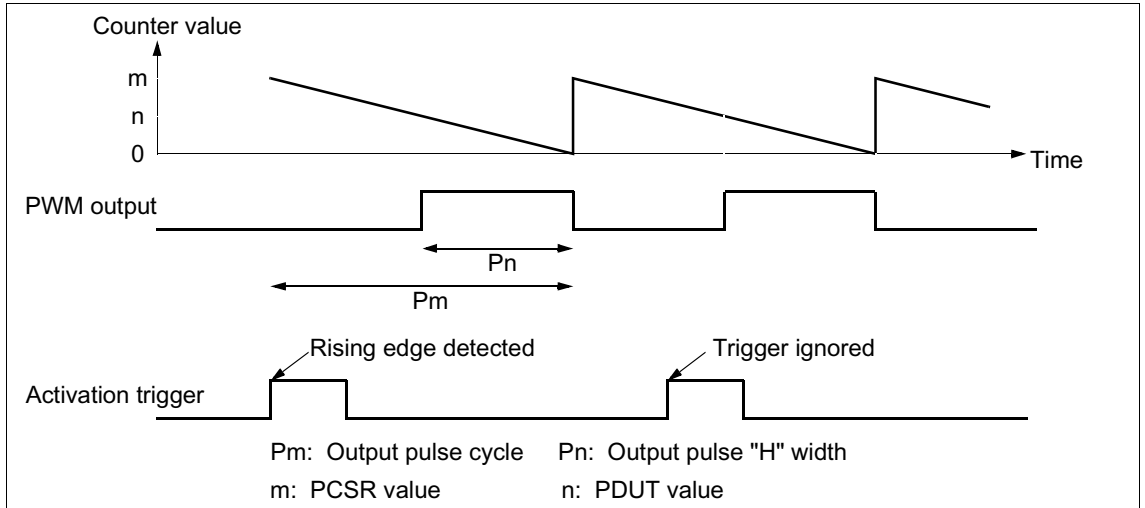 Counter value
m
n
0
Time
PWM output
Pn
Pm
Rising edge detected
Trigger ignored
Activation trigger
Pm: Output pulse cycle Pn: Output pulse "H" width
m: PCSR value n: PDUT value